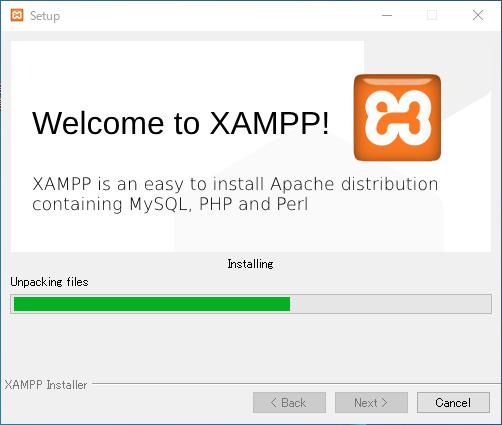 Setup
Welcome to XAMPP!
XAMPP is an easy to install Apache distribution
containing MySQL, PHP and Perl
Installing
Unpacking files
XAMPP Installer
< Back
Next >
Cancel